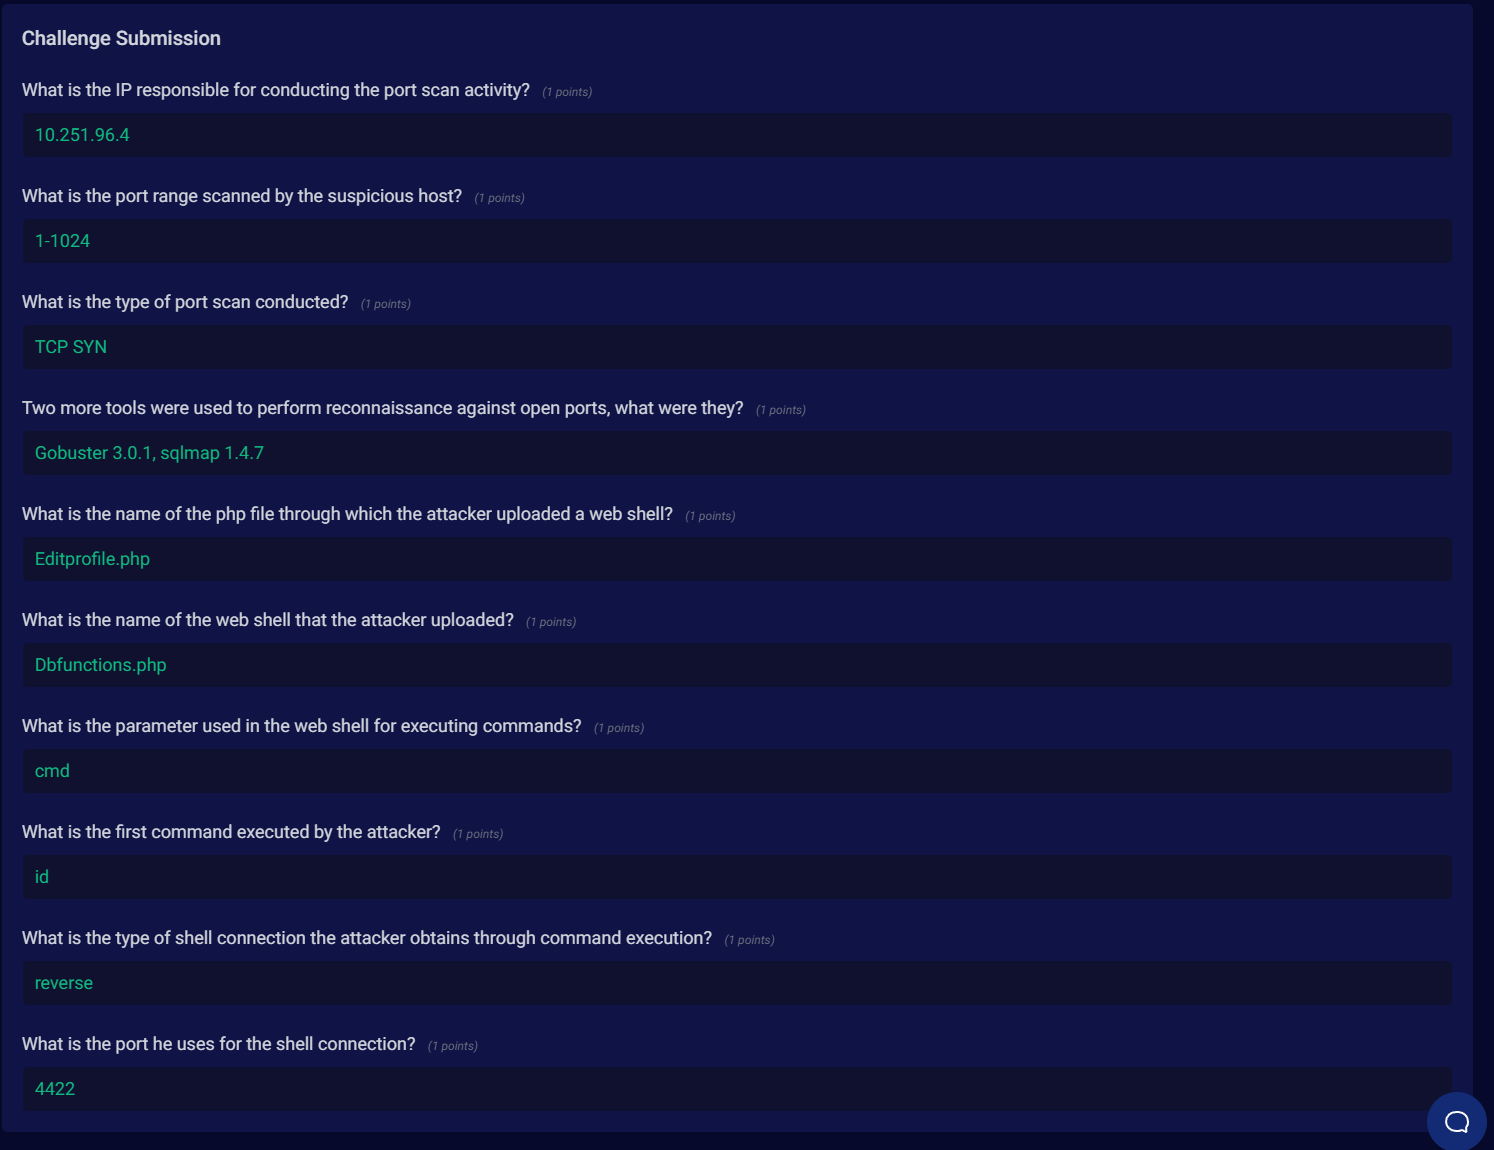 Challenge Submission
What is the IP responsible for conducting the port scan activity? (1 points)
10.251.96.4
What is the port range scanned by the suspicious host? (1 points)
1-1024
What is the type of port scan conducted? (1 points)
TCP SYN
Two more tools were used to perform reconnaissance against open ports, what were they? (1 points)
Gobuster 3.0.1, sqlmap 1.4.7
What is the name of the php file through which the attacker uploaded a web shell? (1 points)
Editprofile.php
What is the name of the web shell that the attacker uploaded? (1 points)
Dbfunctions.php
What is the parameter used in the web shell for executing commands? (1 points)
cmd
What is the first command executed by the attacker? (1 points)
id
What is the type of shell connection the attacker obtains through command execution? (1 points)
reverse
What is the port he uses for the shell connection? (1 points)
4422